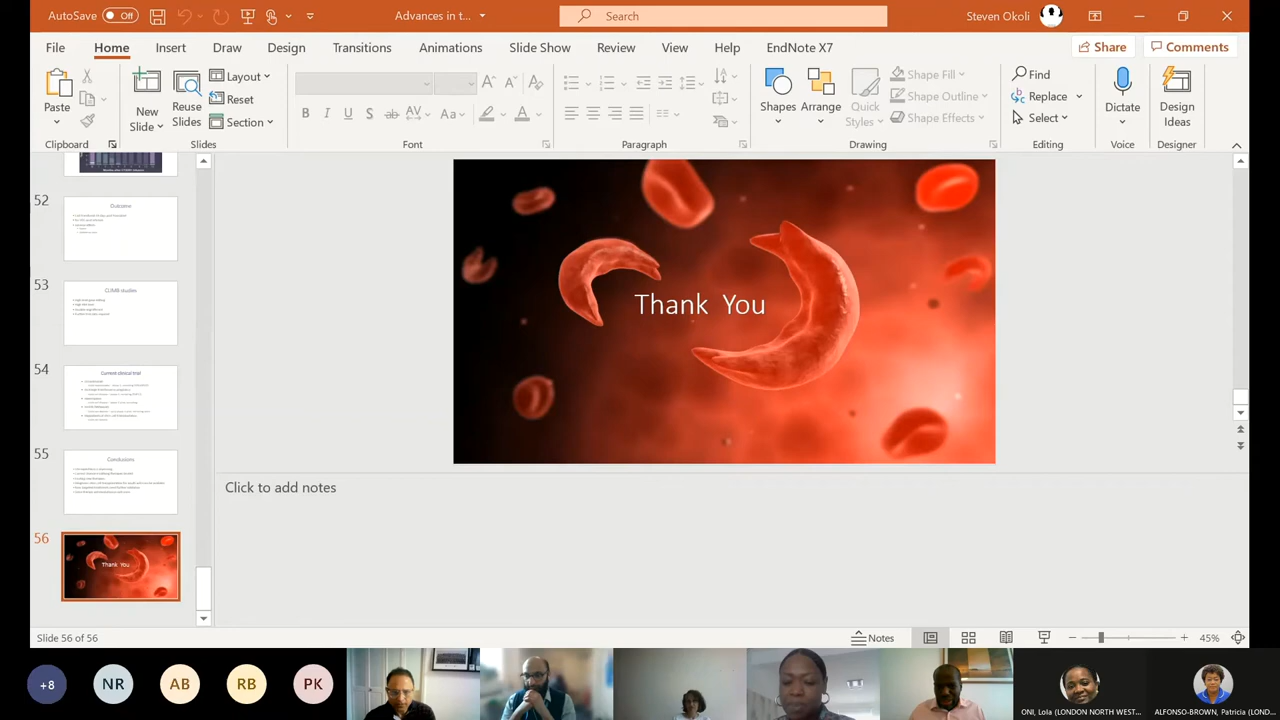 AutoSave Off Advances in t... Search Steven Okoli
File Home Insert Draw Design Transitions Animations Slide Show Review View Help EndNote X7 Share Comments
Paste
New Slide
Reuse Slides
Layout
Reset
Section
Shapes
Arrange
Quick Styles
Shape Fill
Shape Outline
Shape Effects
Find
Replace
Select
Dictate
Design Ideas
Clipboard Slides Font Paragraph Drawing Editing Voice Designer
52
Outcome
53
54
Current clinical trial
55
Conclusions
56
Thank You
Thank You
Click to add notes
Slide 56 of 56 Notes 45%
+8 NR AB RB PK
ONI, Lola (LONDON NORTH WEST...
ALFONSO-BROWN, Patricia (LOND...